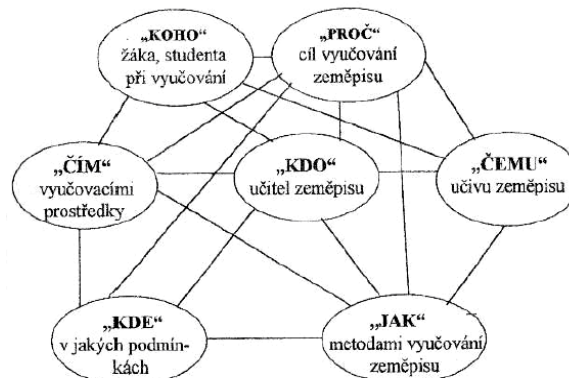 „KOHO“
žáka, studenta
při vyučování
„PROČ“
cíl vyučování
zeměpisu
„ČÍM“
vyučovacími
prostředky
„KDO“
učitel zeměpisu
„ČEMU“
učivu zeměpisu
„KDE“
v jakých podmín-
kách
„JAK“
metodami vyučování
zeměpisu